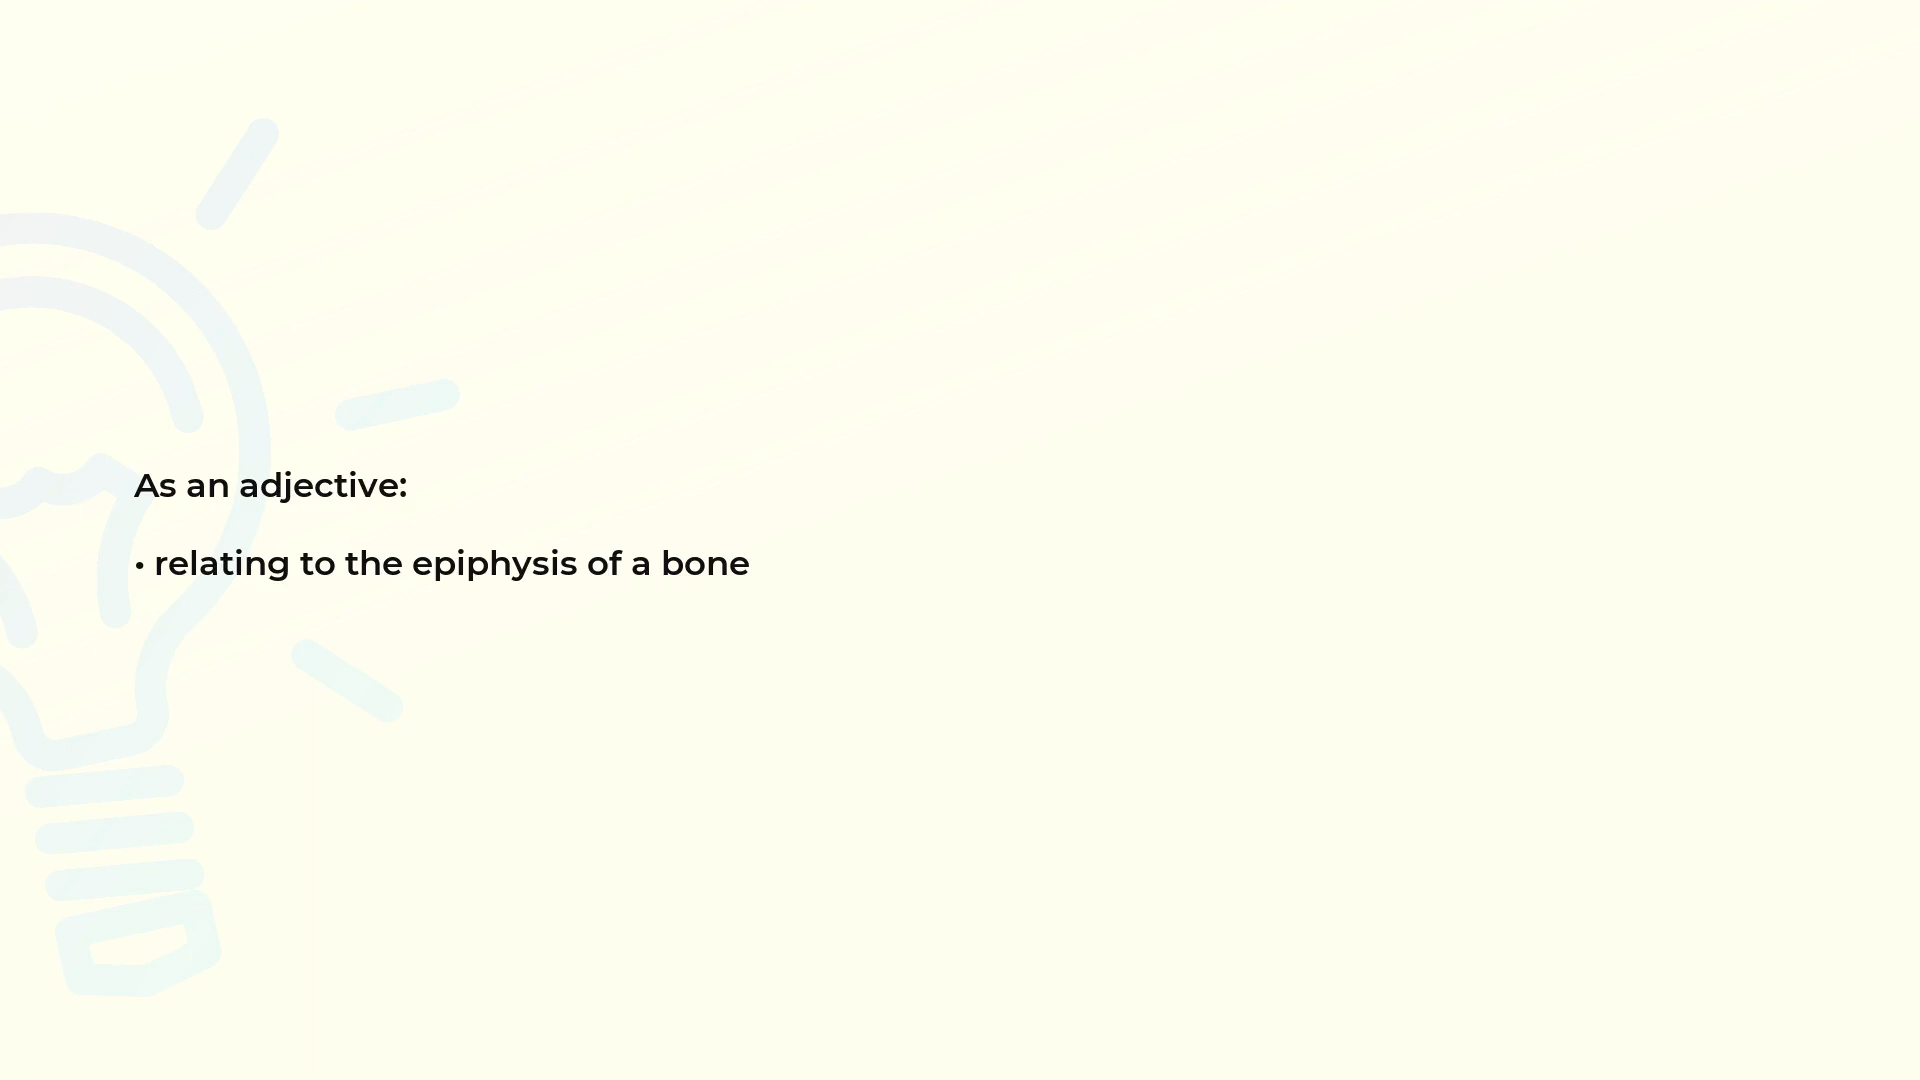 As an adjective:
• relating to the epiphysis of a bone